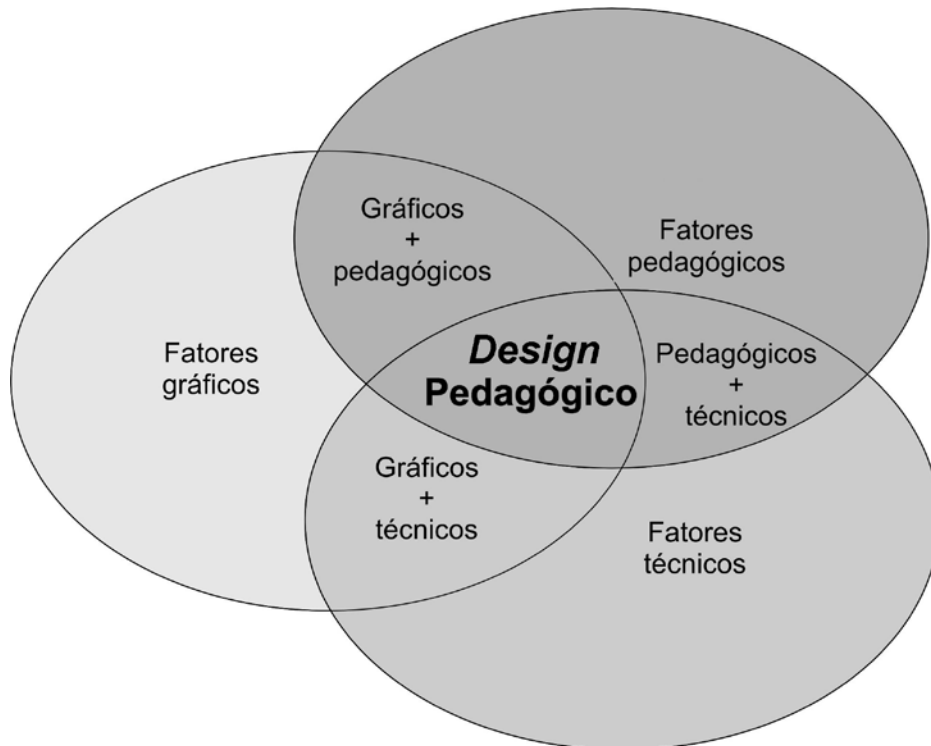 Gráficos
+
pedagógicos
Fatores
pedagógicos
Fatores
gráficos
Design
Pedagógico
Pedagógicos
+
técnicos
Gráficos
+
técnicos
Fatores
técnicos